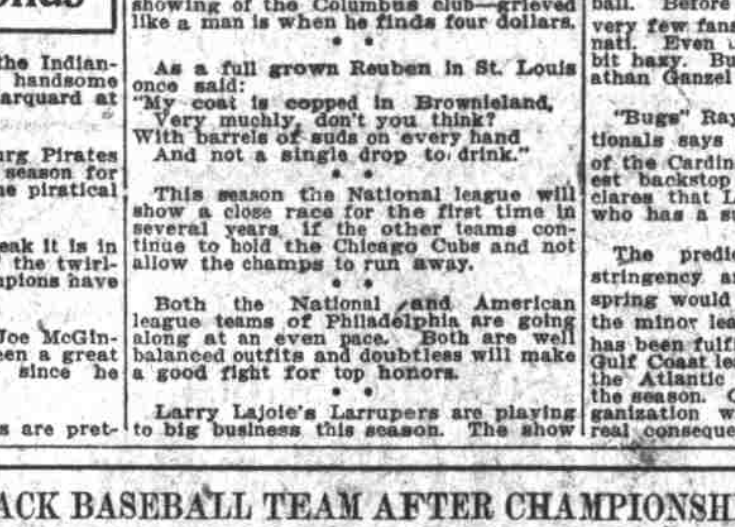 the Indian-
handsome
arquard at
urg Pirates
season for
he piratical
eak it is in
the twirl-
mpions have
Joe McGin-
een a great
since he
s are pret-
showing of the Columbus club—grieved
like a man is when he finds four dollars.
As a full grown Reuben in St. Louis
once said:
"My coat is copped in Brownieland,
Very muchly, don't you think?
With barrels of suds on every hand
And not a single drop to drink."
This season the National league will
show a close race for the first time in
several years, if the other teams con-
tinue to hold the Chicago Cubs and not
allow the champs to run away.
Both the National and American
league teams of Philadelphia are going
along at an even pace. Both are well
balanced outfits and doubtless will make
a good fight for top honors.
Larry Lajoie's Larrupers are playing
to big business this season. The show
ball. Before
very few fans
nati. Even
bit hazy. Bu
athan Ganzel
"Bugs" Ray
tionals says
of the Cardin
est backstop
clares that L
who has a su
The predic
stringency a
spring would
the minor lea
has been fulf
Gulf Coast le
the Atlantic
the season. O
ganization w
real conseque
ACK BASEBALL TEAM AFTER CHAMPIONSH